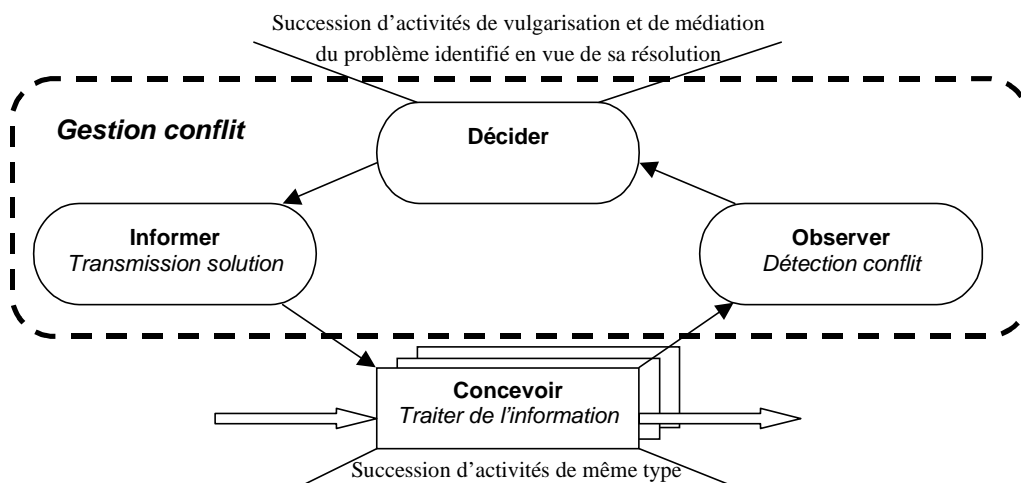 Succession d’activités de vulgarisation et de médiation
du problème identifié en vue de sa résolution
Gestion conflit
Décider
Informer
Transmission solution
Observer
Détection conflit
Concevoir
Traiter de l’information
Succession d’activités de même type